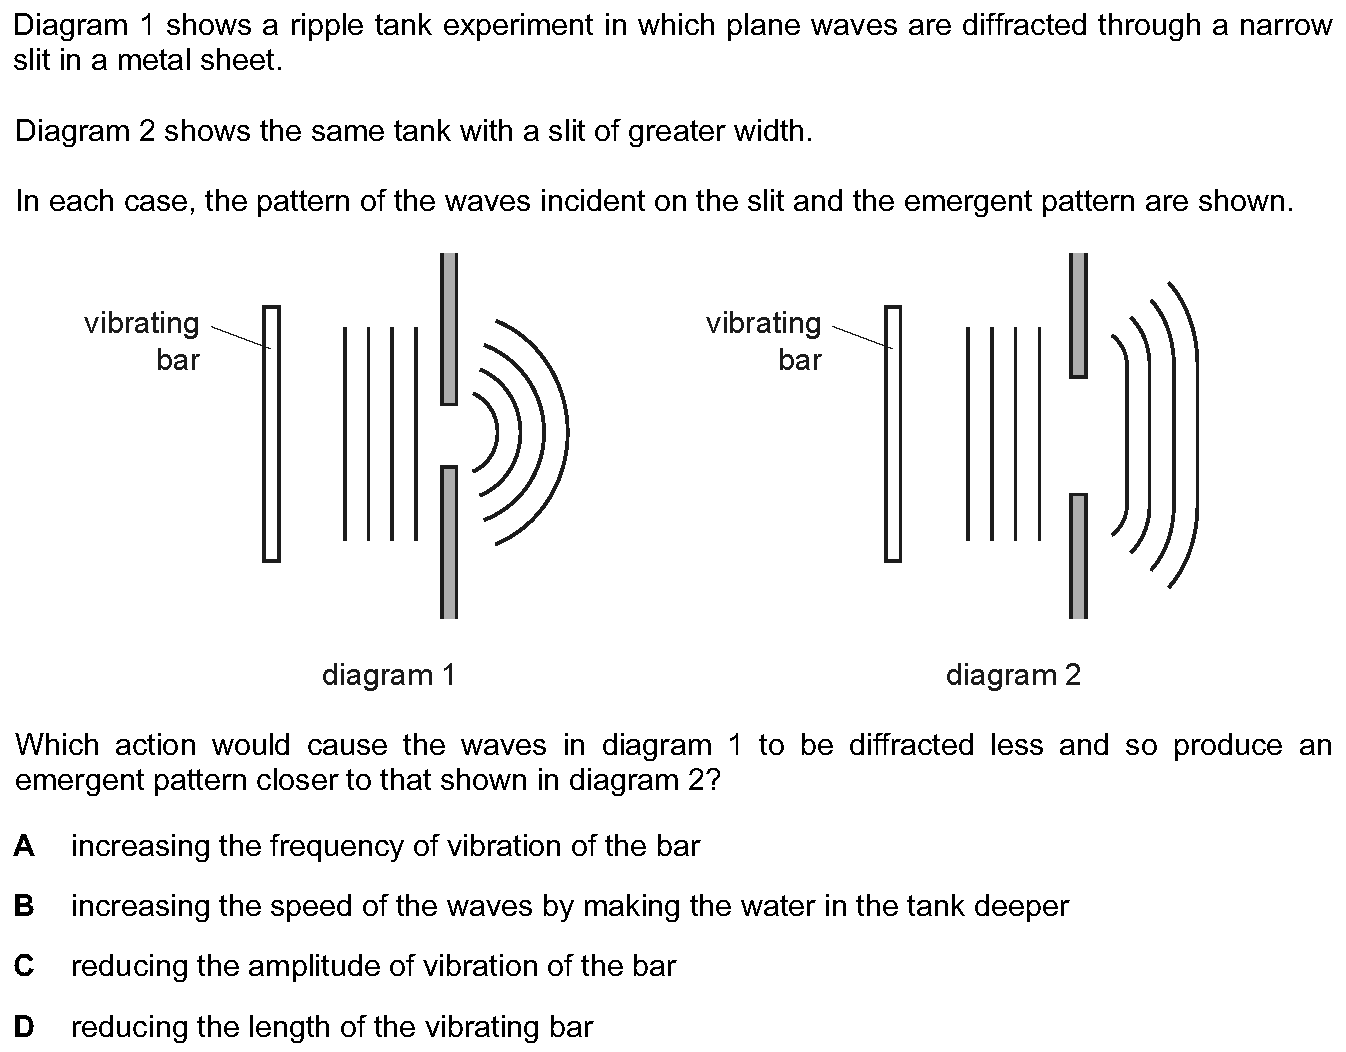 Diagram 1 shows a ripple tank experiment in which plane waves are diffracted through a narrow
slit in a metal sheet.
Diagram 2 shows the same tank with a slit of greater width.
In each case, the pattern of the waves incident on the slit and the emergent pattern are shown.
vibrating
bar
vibrating
bar
diagram 1
diagram 2
Which action would cause the waves in diagram 1 to be diffracted less and so produce an
emergent pattern closer to that shown in diagram 2?
A increasing the frequency of vibration of the bar
B increasing the speed of the waves by making the water in the tank deeper
C reducing the amplitude of vibration of the bar
D reducing the length of the vibrating bar